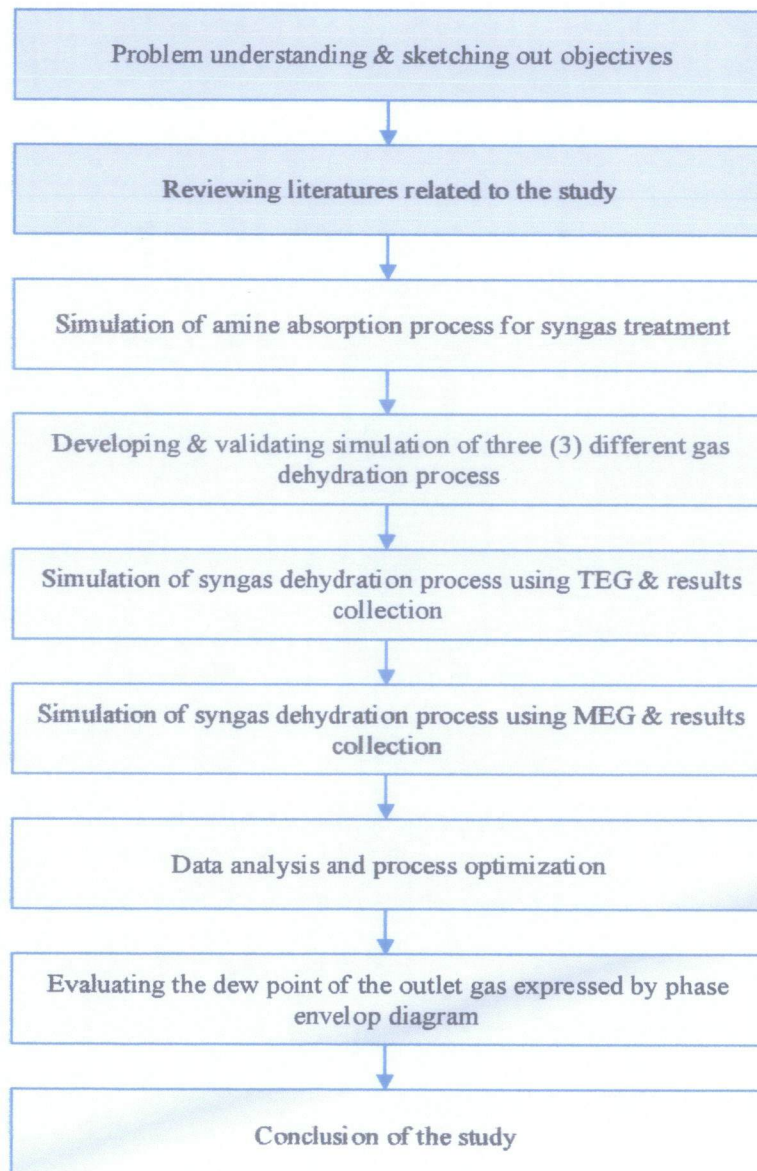 Problem understanding & sketching out objectives
Reviewing literatures related to the study
Simulation of amine absorption process for syngas treatment
Developing & validating simulation of three (3) different gas
dehydration process
Simulation of syngas dehydration process using TEG & results
collection
Simulation of syngas dehydration process using MEG & results
collection
Data analysis and process optimization
Evaluating the dew point of the outlet gas expressed by phase
envelop diagram
Conclusion of the study